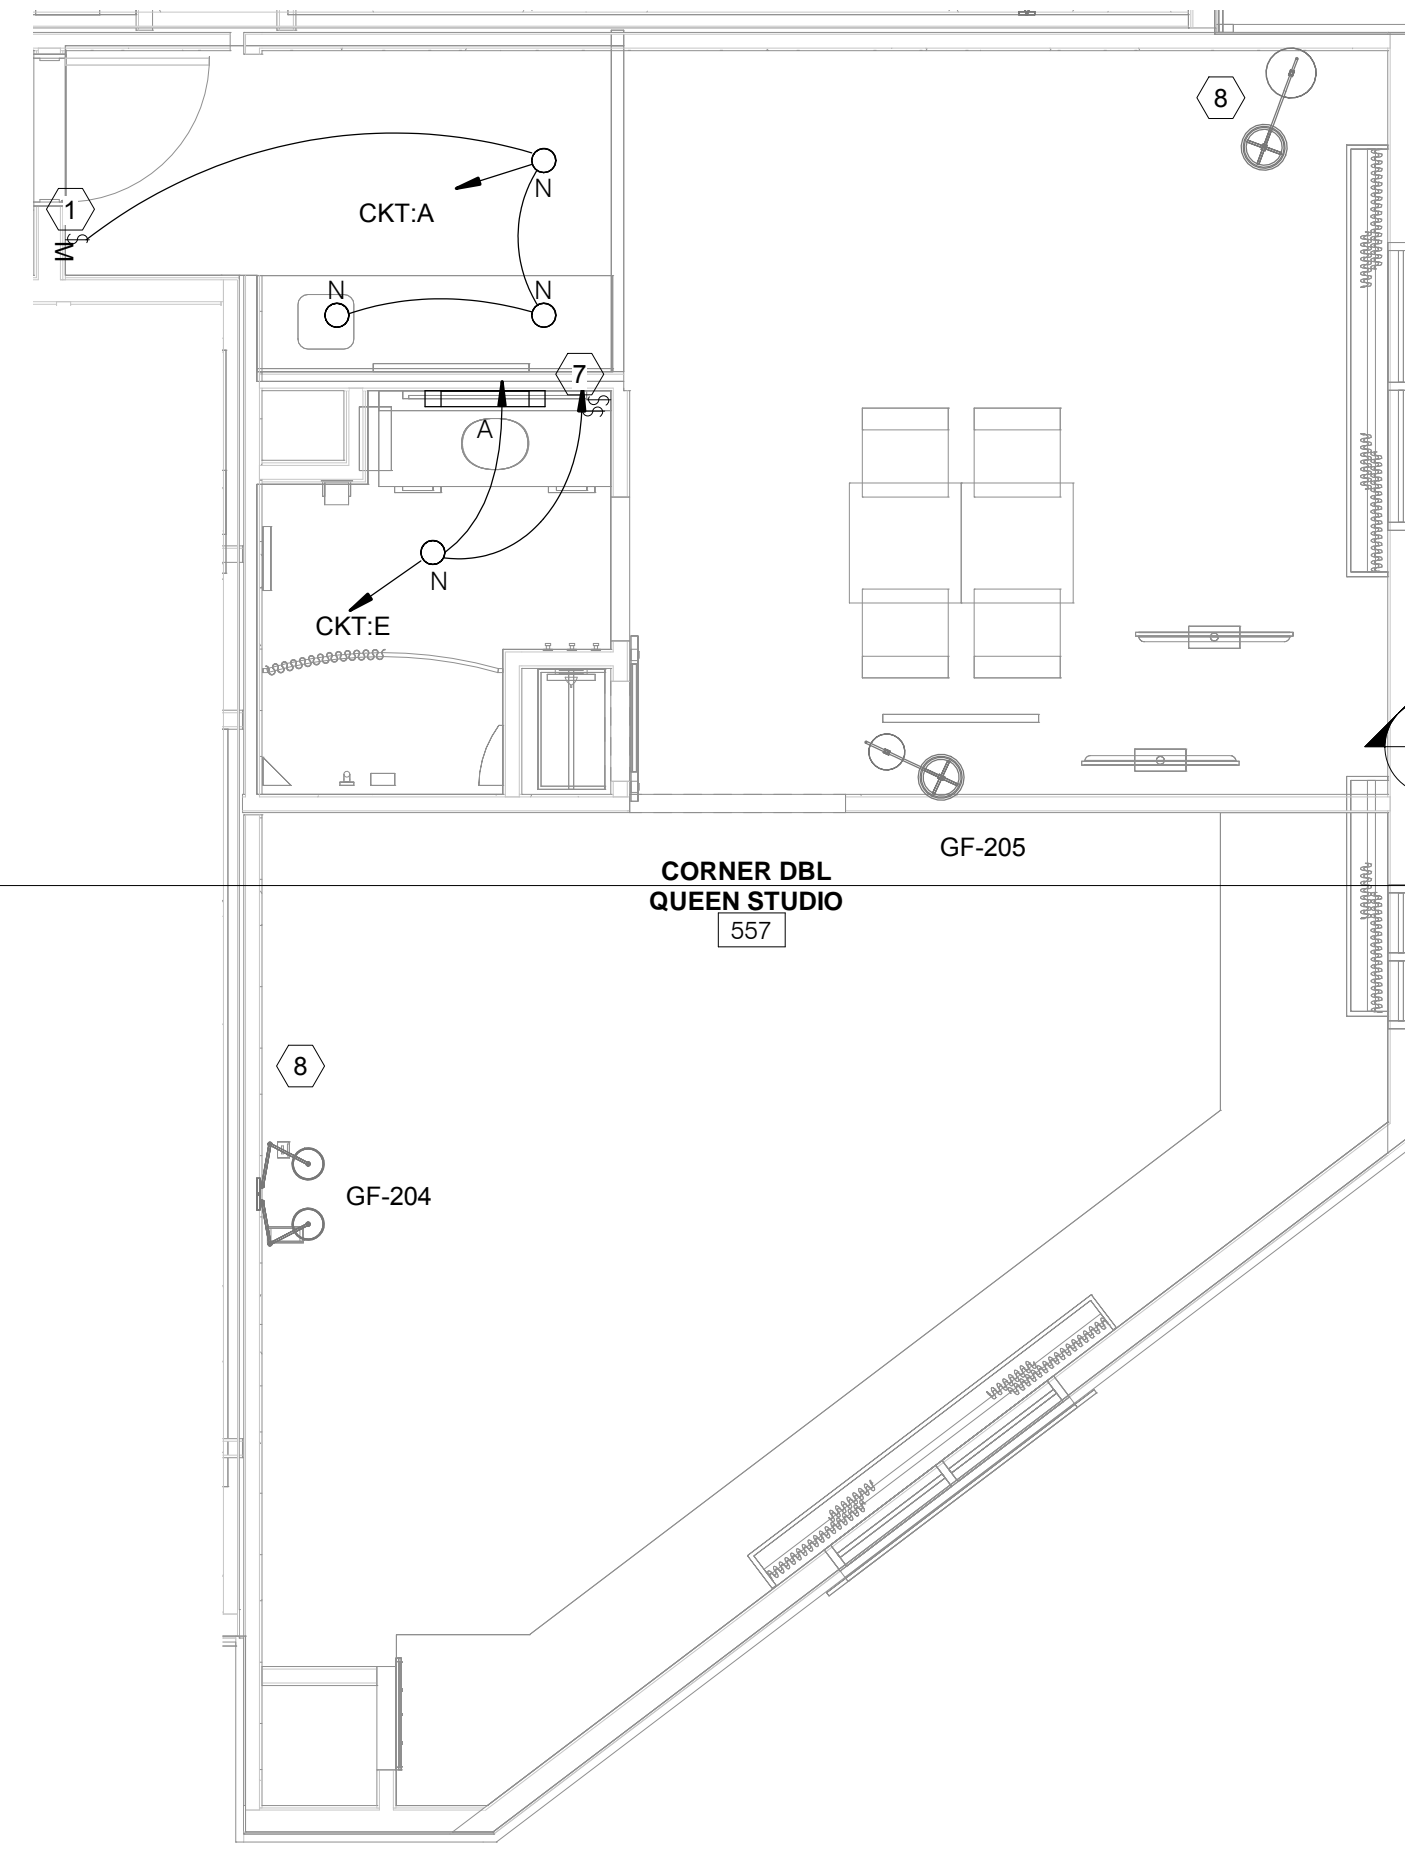 8
N
CKT:A
1
$
M
N
N
7
$$
A
N
CKT:E
GF-205
CORNER DBL
QUEEN STUDIO
557
8
GF-204